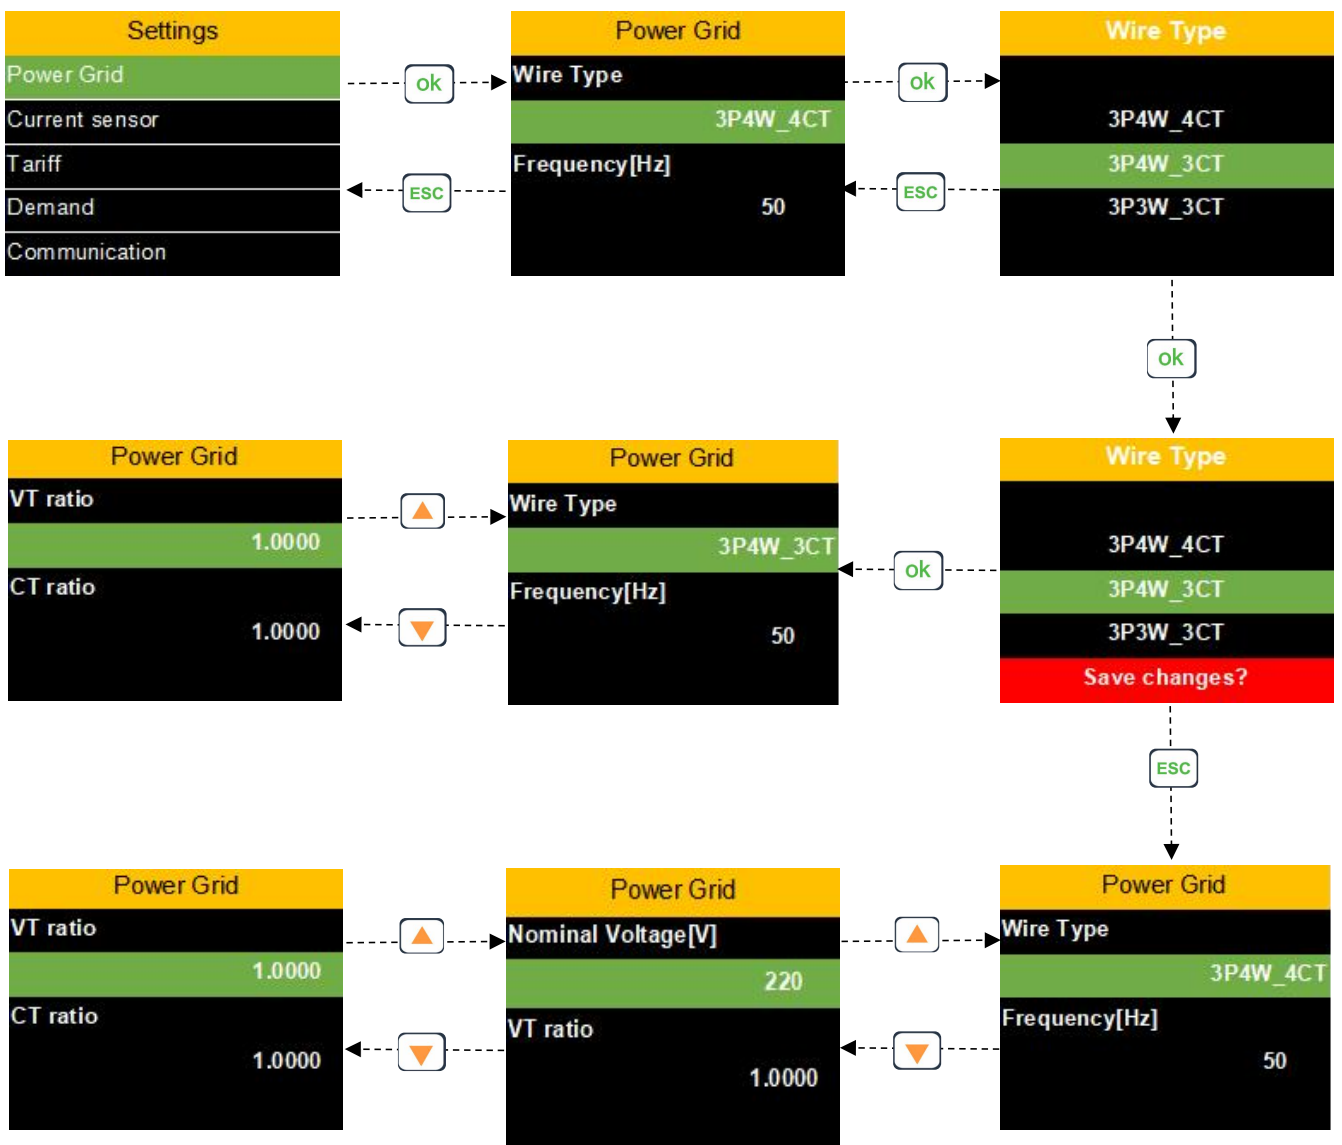 Settings
Power Grid
Current sensor
Tariff
Demand
Communication
ok
ESC
Power Grid
Wire Type
3P4W_4CT
Frequency[Hz]
50
ok
ESC
Wire Type
3P4W_4CT
3P4W_3CT
3P3W_3CT
ok
Power Grid
VT ratio
1.0000
CT ratio
1.0000
Power Grid
Wire Type
3P4W_3CT
Frequency[Hz]
50
ok
Wire Type
3P4W_4CT
3P4W_3CT
3P3W_3CT
Save changes?
ESC
Power Grid
VT ratio
1.0000
CT ratio
1.0000
Power Grid
Nominal Voltage[V]
220
VT ratio
1.0000
Power Grid
Wire Type
3P4W_4CT
Frequency[Hz]
50